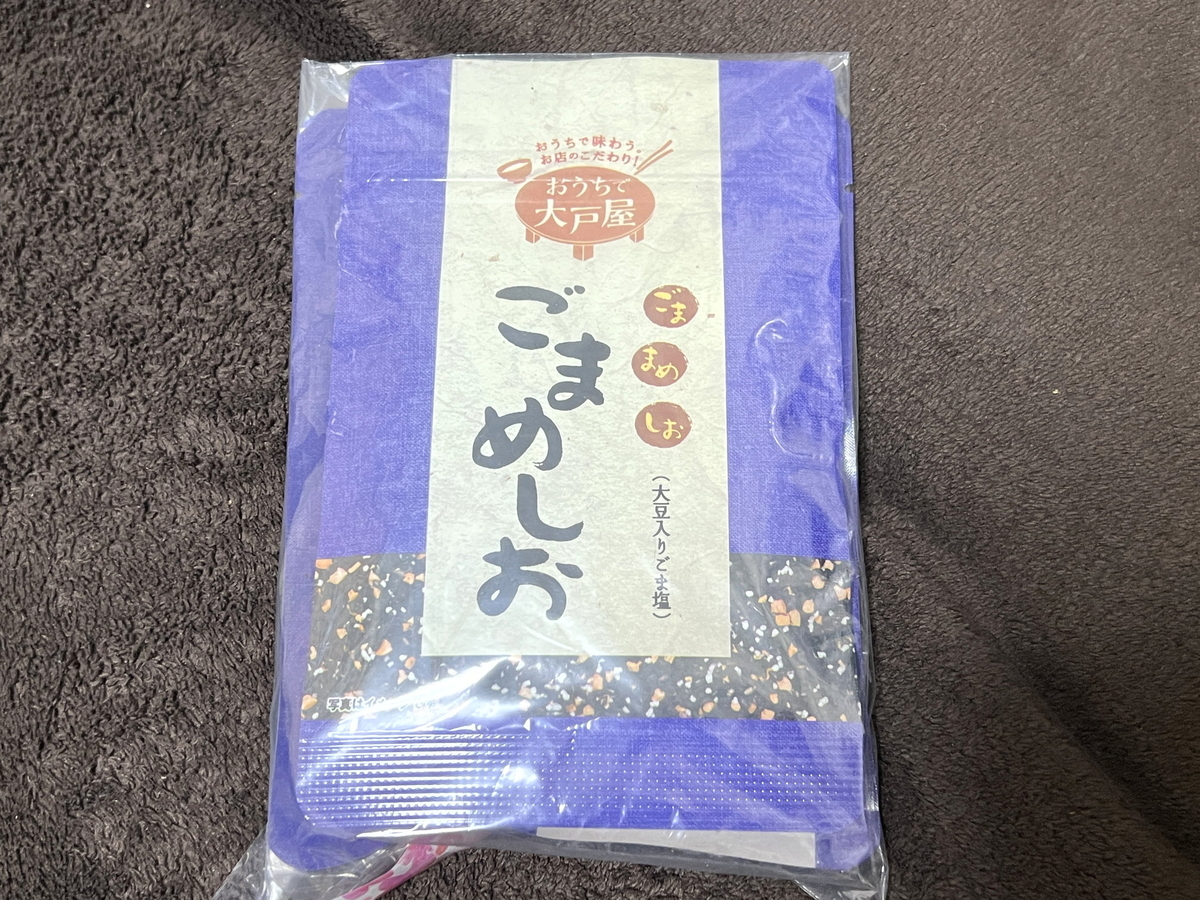 おうちで味わう。
お店のこだわり!
おうちで
大戸屋
ごまめしお
ごま
まめ
しお
(大豆入りごま塩)
写真は